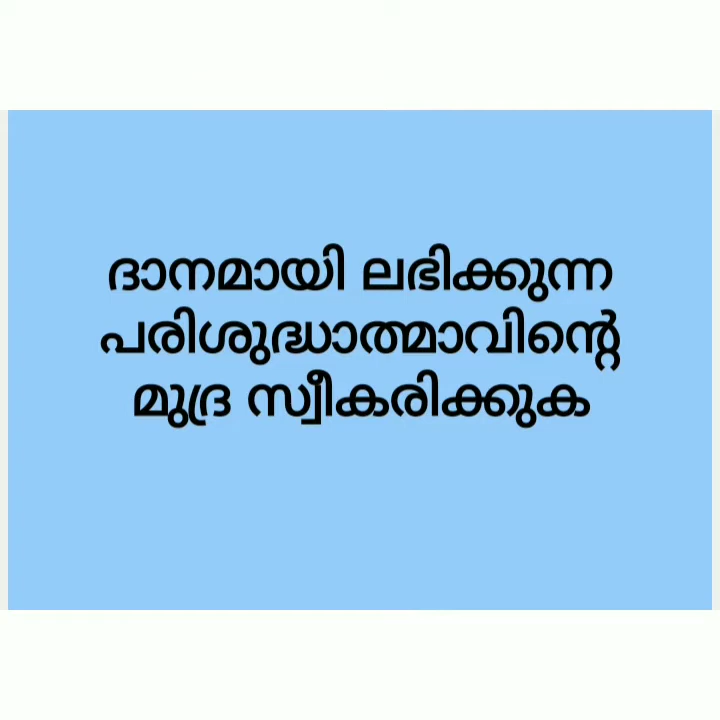 ദാനമായി ലഭിക്കുന്ന
പരിശുദ്ധാത്മാവിന്റെ
മുദ്ര സ്വീകരിക്കുക